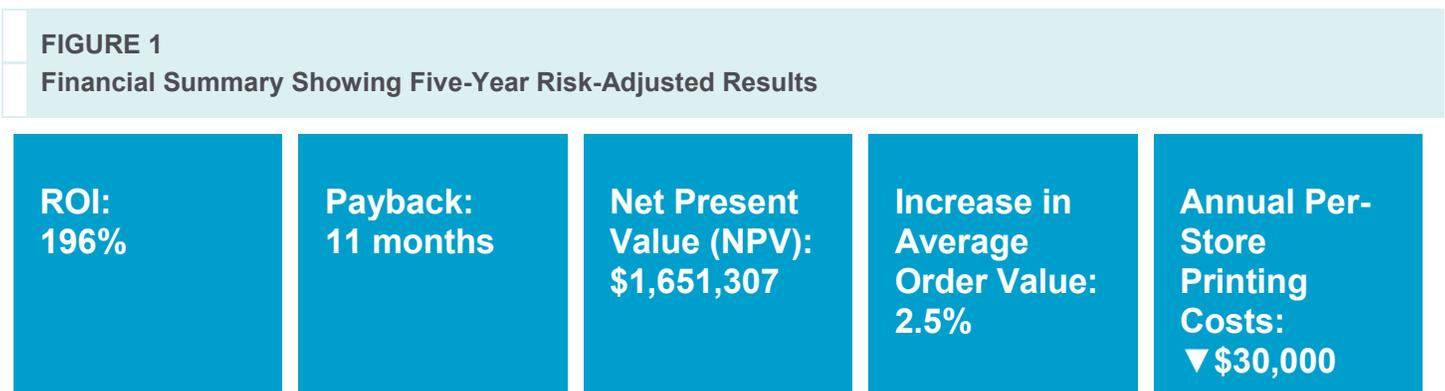 FIGURE 1
Financial Summary Showing Five-Year Risk-Adjusted Results
ROI:
196%
Payback:
11 months
Net Present
Value (NPV):
$1,651,307
Increase in
Average
Order Value:
2.5%
Annual Per-
Store
Printing
Costs:
▼$30,000